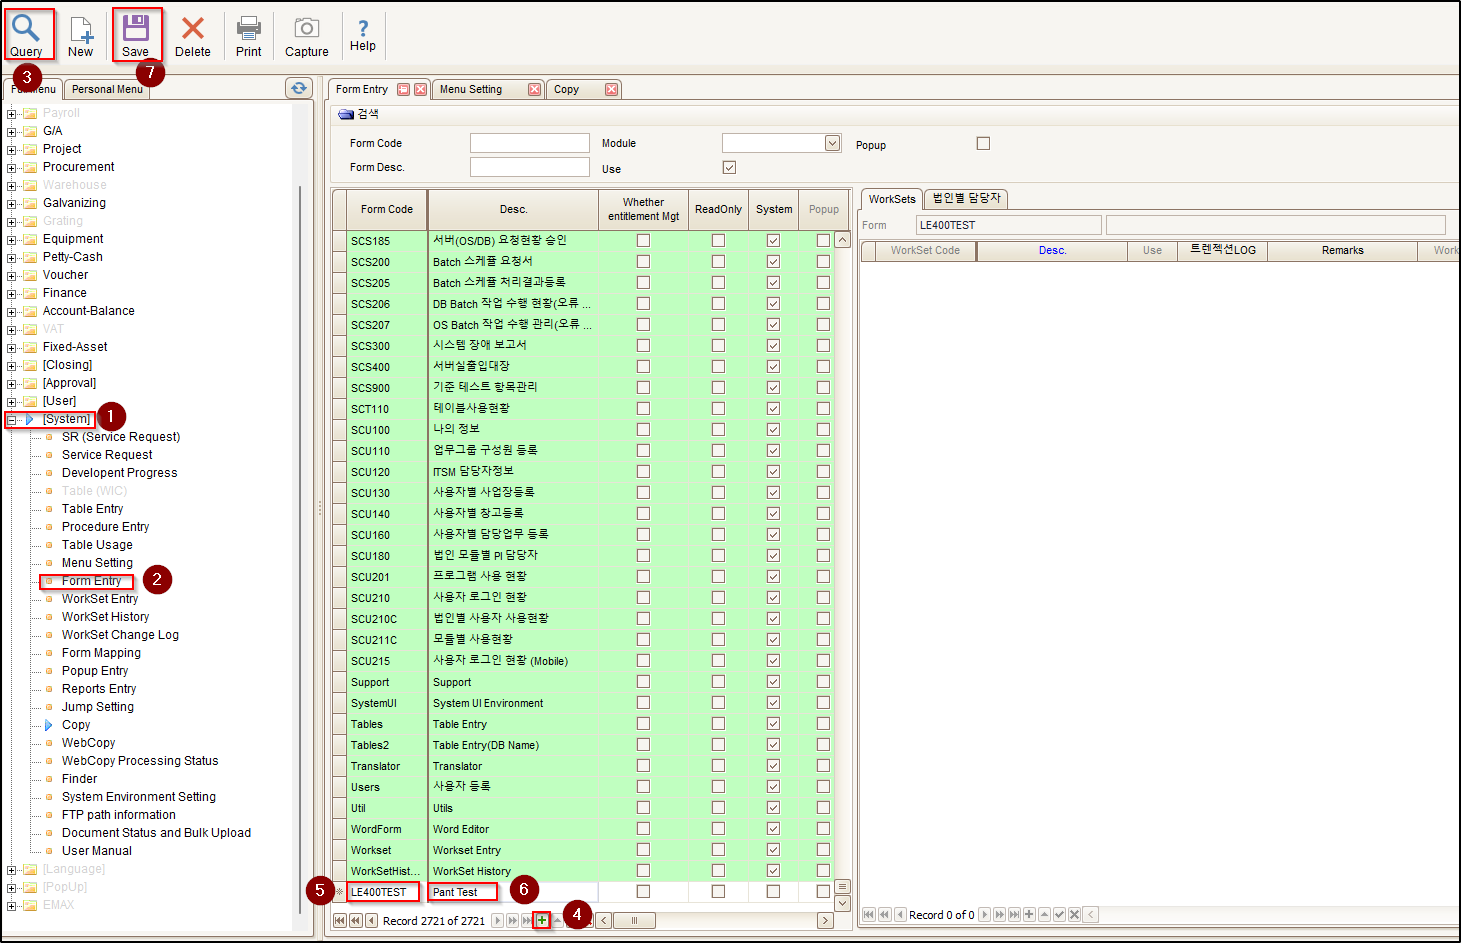 Query
New
Save
Delete
Print
Capture
Help
3
7
Menu
Personal Menu
Payroll
G/A
Project
Procurement
Warehouse
Galvanizing
Grating
Equipment
Petty-Cash
Voucher
Finance
Account-Balance
VAT
Fixed-Asset
[Closing]
[Approval]
[User]
[System]
1
SR (Service Request)
Service Request
Developent Progress
Table (WIC)
Table Entry
Procedure Entry
Table Usage
Menu Setting
Form Entry
2
WorkSet Entry
WorkSet History
WorkSet Change Log
Form Mapping
Popup Entry
Reports Entry
Jump Setting
Copy
WebCopy
WebCopy Processing Status
Finder
System Environment Setting
FTP path information
Document Status and Bulk Upload
User Manual
[Language]
[PopUp]
EMAX
Form Entry
Menu Setting
Copy
검색
Form Code
Module
Popup
Form Desc.
Use
Form Code Desc. Whether entitlement Mgt ReadOnly System Popup
SCS185 서버(OS/DB) 요청현황 승인
SCS200 Batch 스케쥴 요청서
SCS205 Batch 스케쥴 처리결과등록
SCS206 DB Batch 작업 수행 현황(오류 ...
SCS207 OS Batch 작업 수행 관리(오류 ...
SCS300 시스템 장애 보고서
SCS400 서버실출입대장
SCS900 기준 테스트 항목관리
SCT110 테이블사용현황
SCU100 나의 정보
SCU110 업무그룹 구성원 등록
SCU120 ITSM 담당자정보
SCU130 사용자별 사업장등록
SCU140 사용자별 창고등록
SCU160 사용자별 담당업무 등록
SCU180 법인 모듈별 PI 담당자
SCU201 프로그램 사용 현황
SCU210 사용자 로그인 현황
SCU210C 법인별 사용자 사용현황
SCU211C 모듈별 사용현황
SCU215 사용자 로그인 현황 (Mobile)
Support Support
SystemUI System UI Environment
Tables Table Entry
Tables2 Table Entry(DB Name)
Translator Translator
Users 사용자 등록
Util Utils
WordForm Word Editor
Workset Workset Entry
WorkSetHist... WorkSet History
5 LE400TEST Pant Test 6
Record 2721 of 2721
4
WorkSets
법인별 담당자
Form LE400TEST
WorkSet Code Desc. Use 트렌젝션LOG Remarks Work
Record 0 of 0